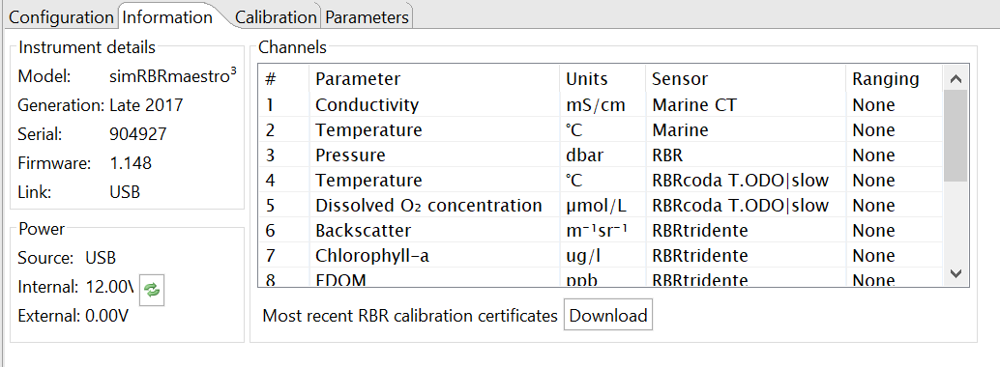 Configuration Information Calibration Parameters
Instrument details
Model: simRBRmaestro³
Generation: Late 2017
Serial: 904927
Firmware: 1.148
Link: USB
Power
Source: USB
Internal: 12.00V
External: 0.00V
Channels
# Parameter Units Sensor Ranging
1 Conductivity mS/cm Marine CT None
2 Temperature °C Marine None
3 Pressure dbar RBR None
4 Temperature °C RBRcoda T.ODO|slow None
5 Dissolved O₂ concentration µmol/L RBRcoda T.ODO|slow None
6 Backscatter m⁻¹sr⁻¹ RBRtridente None
7 Chlorophyll-a ug/l RBRtridente None
8 FDOM ppb RBRtridente None
Most recent RBR calibration certificates Download